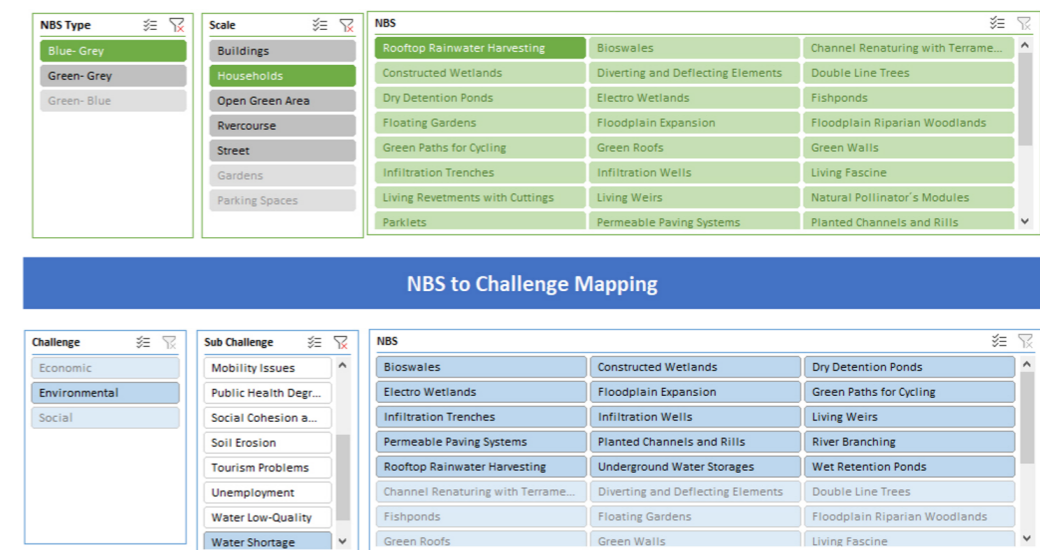 NBS Type
Blue- Grey
Green- Grey
Green- Blue
Scale
Buildings
Households
Open Green Area
Rvercourse
Street
Gardens
Parking Spaces
NBS
Rooftop Rainwater Harvesting Bioswales Channel Renaturing with Terrame...
Constructed Wetlands Diverting and Deflecting Elements Double Line Trees
Dry Detention Ponds Electro Wetlands Fishponds
Floating Gardens Floodplain Expansion Floodplain Riparian Woodlands
Green Paths for Cycling Green Roofs Green Walls
Infiltration Trenches Infiltration Wells Living Fascine
Living Revetments with Cuttings Living Weirs Natural Pollinator´s Modules
Parklets Permeable Paving Systems Planted Channels and Rills
NBS to Challenge Mapping
Challenge
Economic
Environmental
Social
Sub Challenge
Mobility Issues
Public Health Degr...
Social Cohesion a...
Soil Erosion
Tourism Problems
Unemployment
Water Low-Quality
Water Shortage
NBS
Bioswales Constructed Wetlands Dry Detention Ponds
Electro Wetlands Floodplain Expansion Green Paths for Cycling
Infiltration Trenches Infiltration Wells Living Weirs
Permeable Paving Systems Planted Channels and Rills River Branching
Rooftop Rainwater Harvesting Underground Water Storages Wet Retention Ponds
Channel Renaturing with Terrame... Diverting and Deflecting Elements Double Line Trees
Fishponds Floating Gardens Floodplain Riparian Woodlands
Green Roofs Green Walls Living Fascine